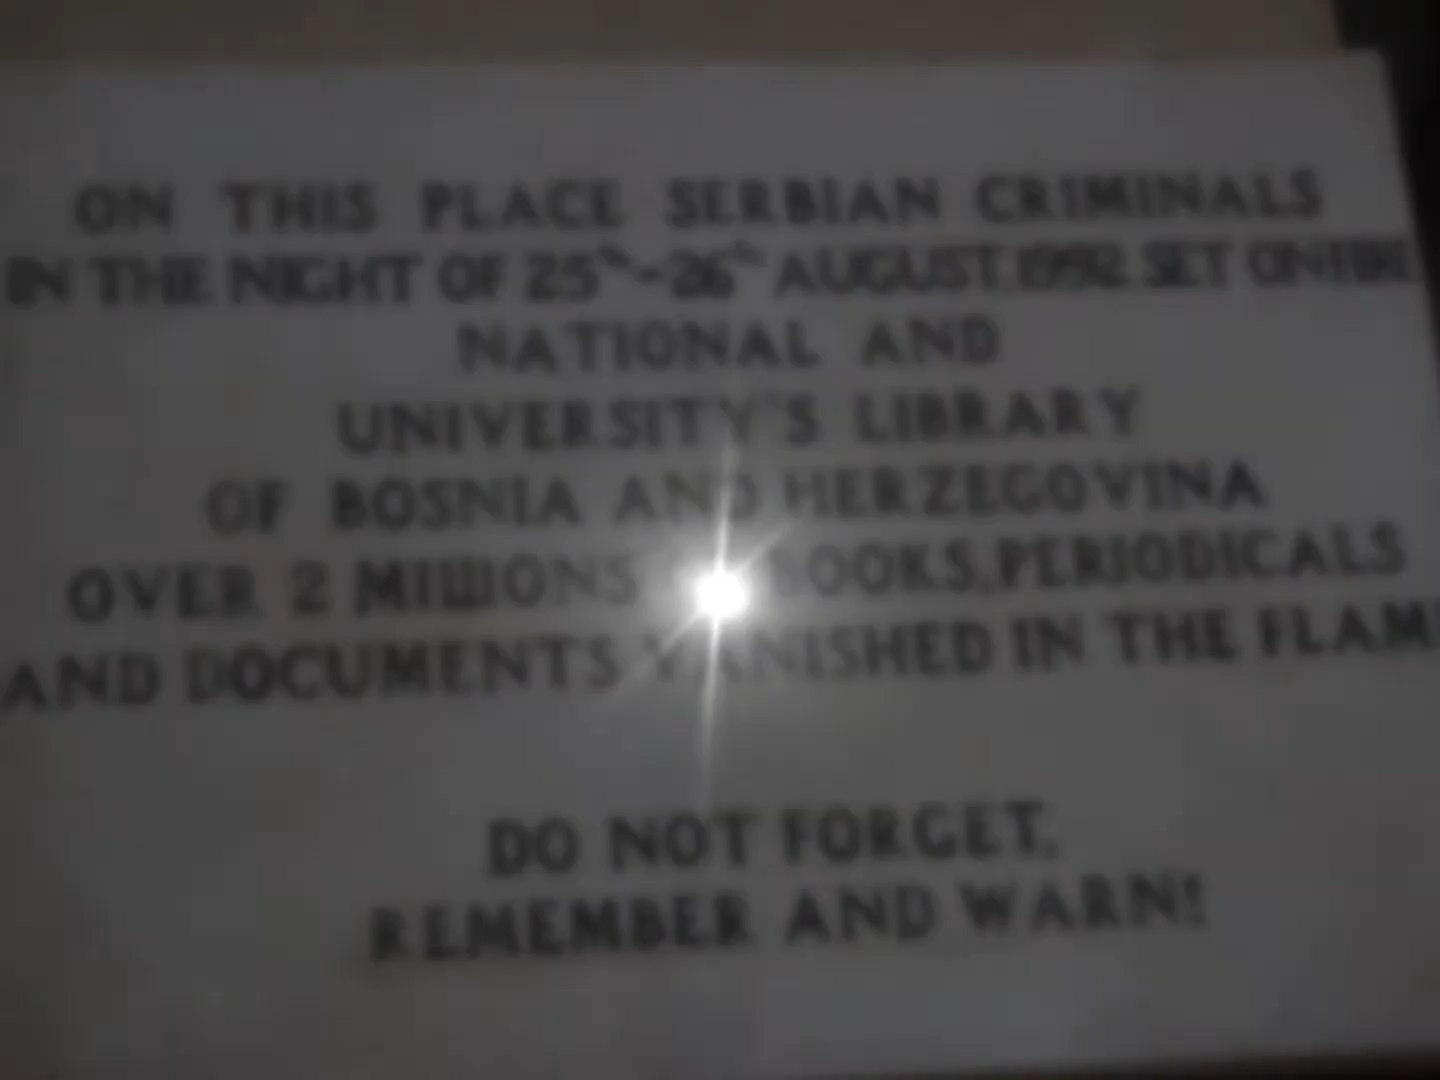 ON THIS PLACE SERBIAN CRIMINALS
IN THE NIGHT OF 25th-26th AUGUST,1992. SET ON FIRE
NATIONAL AND
UNIVERSITY'S LIBRARY
OF BOSNIA AND HERZEGOVINA
OVER 2 MILLIONS BOOKS,PERIODICALS
AND DOCUMENTS VANISHED IN THE FLAM
DO NOT FORGET,
REMEMBER AND WARN!